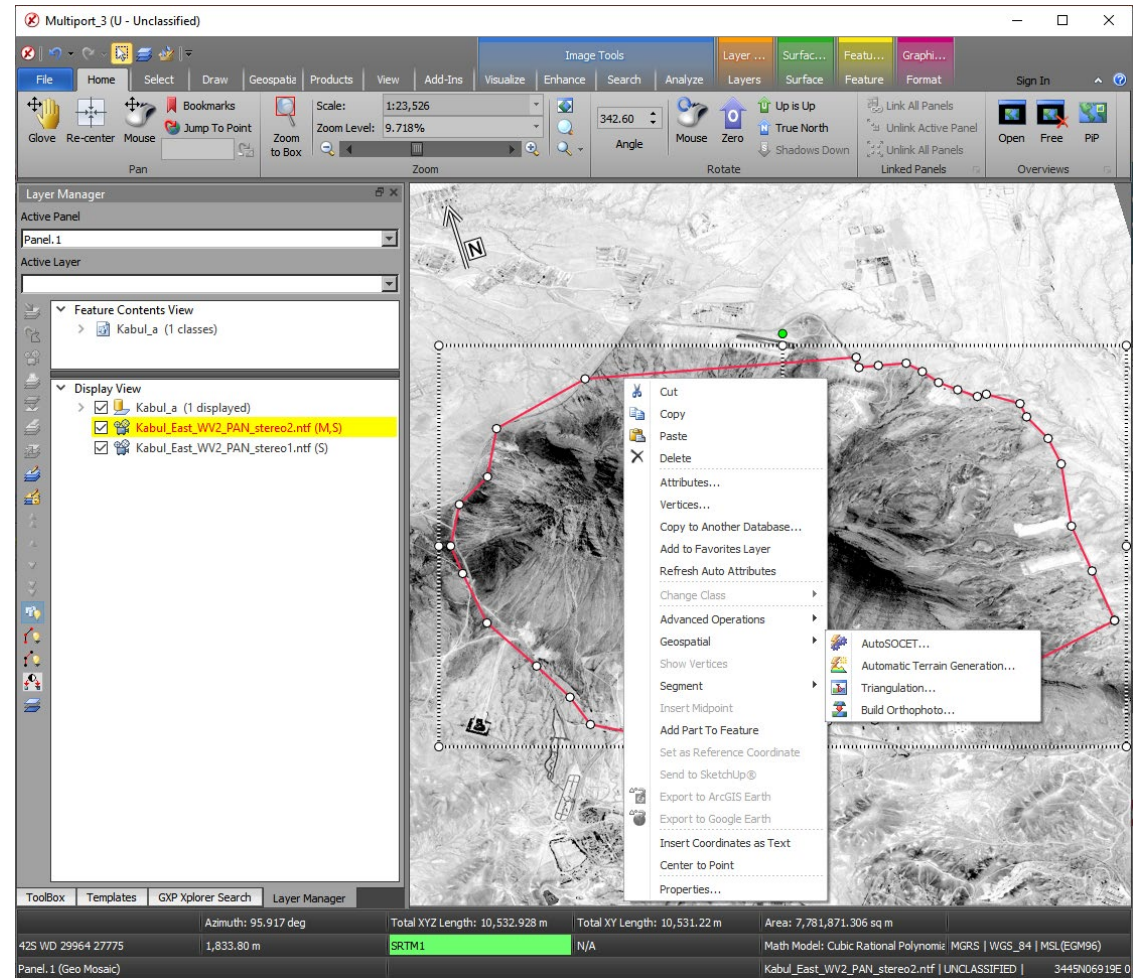 Multiport_3 (U - Unclassified)
Image Tools
Layer ...
Surfac...
Featu...
Graphi...
File
Home
Select
Draw
Geospatia
Products
View
Add-Ins
Visualize
Enhance
Search
Analyze
Layers
Surface
Feature
Format
Sign In
Glove
Re-center
Mouse
Bookmarks
Jump To Point
Pan
Zoom to Box
Scale: 1:23,526
Zoom Level: 9.718%
Zoom
342.60
Angle
Mouse
Zero
Up is Up
True North
Shadows Down
Rotate
Link All Panels
Unlink Active Panel
Unlink All Panels
Linked Panels
Open
Free
PiP
Overviews
Layer Manager
Active Panel
Panel.1
Active Layer
Feature Contents View
Kabul_a (1 classes)
Display View
Kabul_a (1 displayed)
Kabul_East_WV2_PAN_stereo2.ntf (M,S)
Kabul_East_WV2_PAN_stereo1.ntf (S)
N
Cut
Copy
Paste
Delete
Attributes...
Vertices...
Copy to Another Database...
Add to Favorites Layer
Refresh Auto Attributes
Change Class
Advanced Operations
Geospatial
Show Vertices
Segment
Insert Midpoint
Add Part To Feature
Set as Reference Coordinate
Send to SketchUp®
Export to ArcGIS Earth
Export to Google Earth
Insert Coordinates as Text
Center to Point
Properties...
AutoSOCET...
Automatic Terrain Generation...
Triangulation...
Build Orthophoto...
ToolBox
Templates
GXP Xplorer Search
Layer Manager
Azimuth: 95.917 deg
Total XYZ Length: 10,532.928 m
Total XY Length: 10,531.22 m
Area: 7,781,871.306 sq m
42S WD 29964 27775
1,833.80 m
SRTM1
N/A
Math Model: Cubic Rational Polynomia
MGRS | WGS_84 | MSL(EGM96)
Panel.1 (Geo Mosaic)
Kabul_East_WV2_PAN_stereo2.ntf | UNCLASSIFIED |
3445N06919E 0